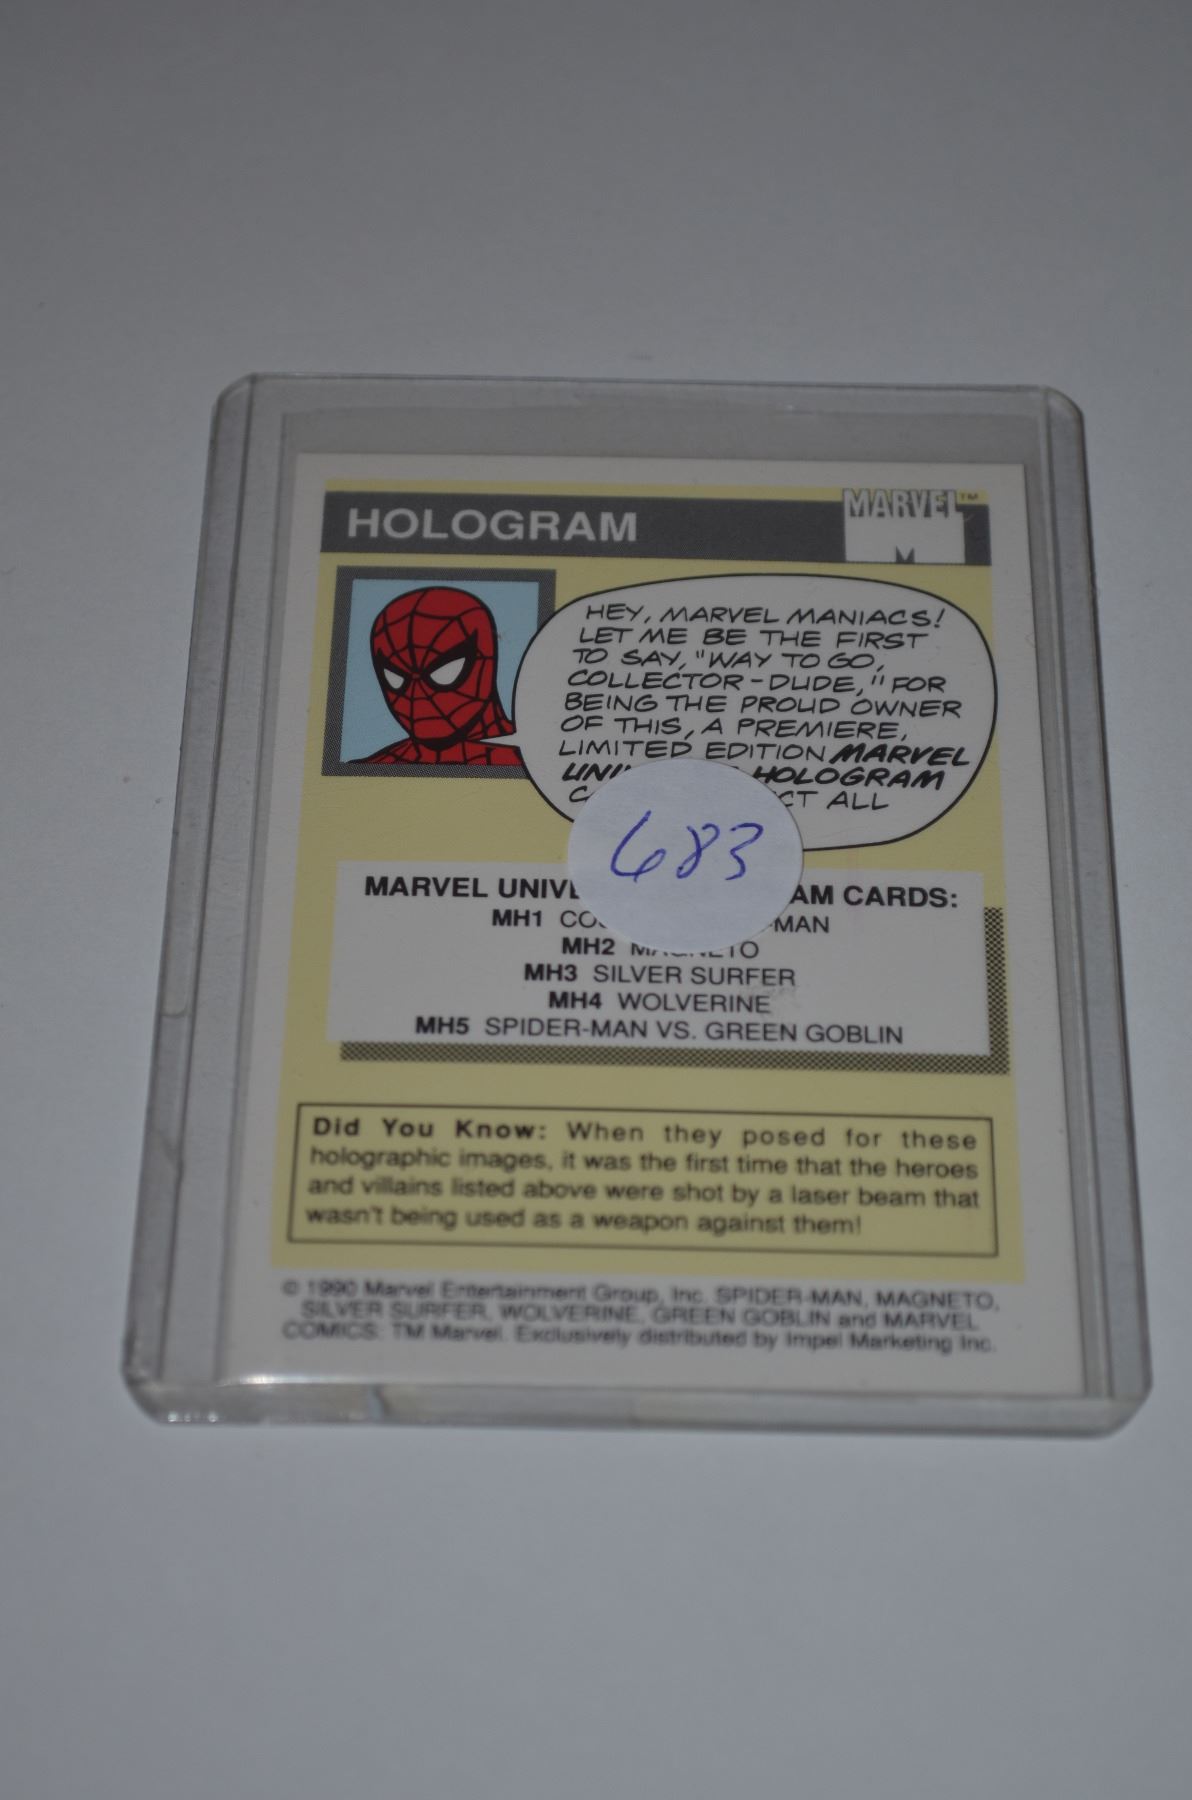 HOLOGRAM
MARVEL™
M
HEY, MARVEL MANIACS!
LET ME BE THE FIRST
TO SAY, "WAY TO GO,
COLLECTOR-DUDE," FOR
BEING THE PROUD OWNER
OF THIS, A PREMIERE,
LIMITED EDITION MARVEL
HOLOGRAM
ALL
683
MARVEL CARDS:
MH1
MH2 MAGNETO
MH3 SILVER SURFER
MH4 WOLVERINE
MH5 SPIDER-MAN VS. GREEN GOBLIN
Did You Know: When they posed for these
holographic images, it was the first time that the heroes
and villains listed above were shot by a laser beam that
wasn't being used as a weapon against them!
© 1990 Marvel Entertainment Group, Inc. SPIDER-MAN, MAGNETO,
SILVER SURFER, WOLVERINE, GREEN GOBLIN and MARVEL
COMICS: TM Marvel. Exclusively distributed by Impel Marketing Inc.